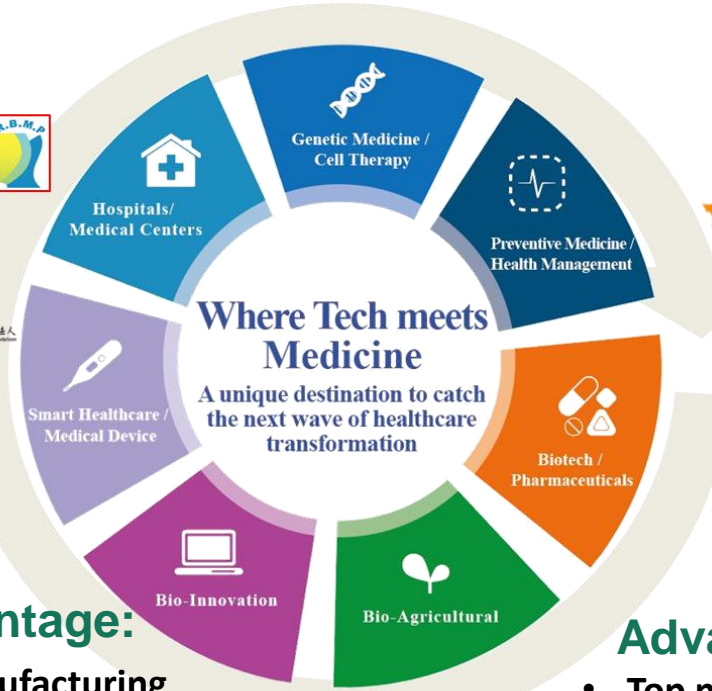 Genetic Medicine /
Cell Therapy
Hospitals/
Medical Centers
Preventive Medicine /
Health Management
Where Tech meets
Medicine
A unique destination to catch
the next wave of healthcare
transformation
Smart Healthcare /
Medical Device
Biotech /
Pharmaceuticals
Bio-Innovation
Bio-Agricultural
ntage:
ufacturing
Adva
• Top